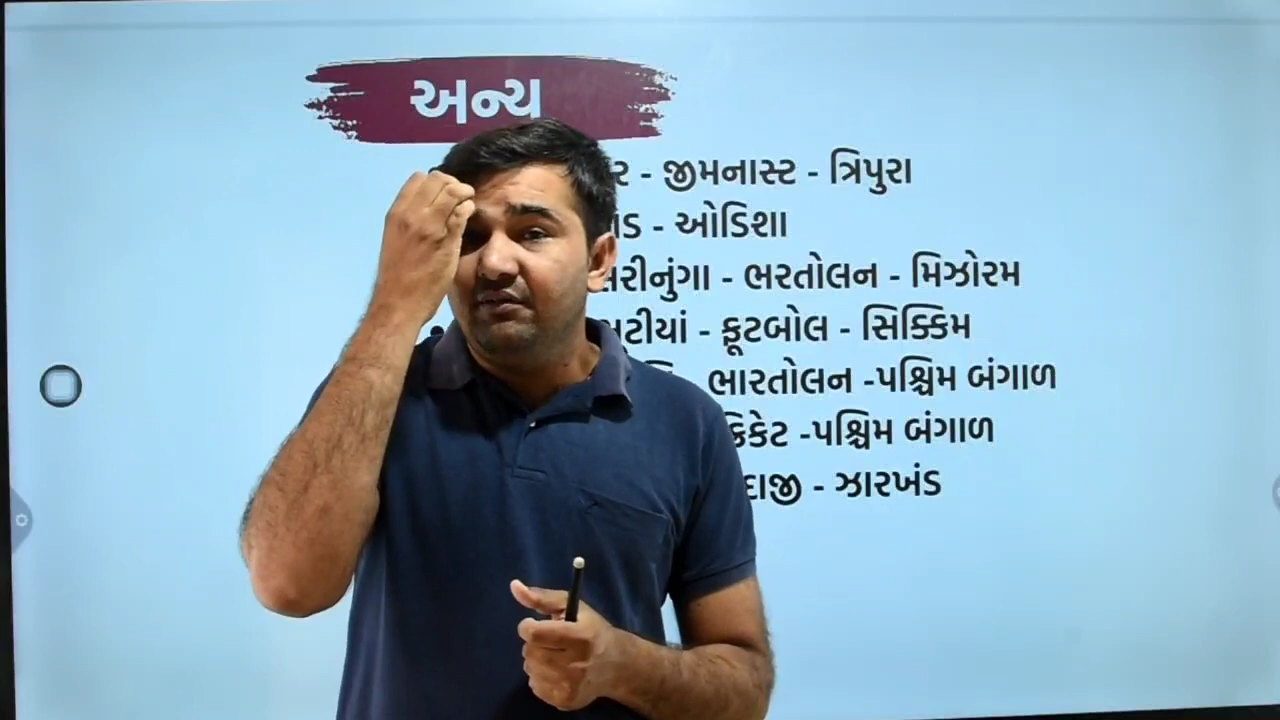 અન્ય
- જીમનાસ્ટ - ત્રિપુરા
- ઓડિશા
- ભરતોલન - મિઝોરમ
- ફૂટબોલ - સિક્કિમ
ભારતોલન -પશ્ચિમ બંગાળ
ક્રિકેટ -પશ્ચિમ બંગાળ
- ઝારખંડ